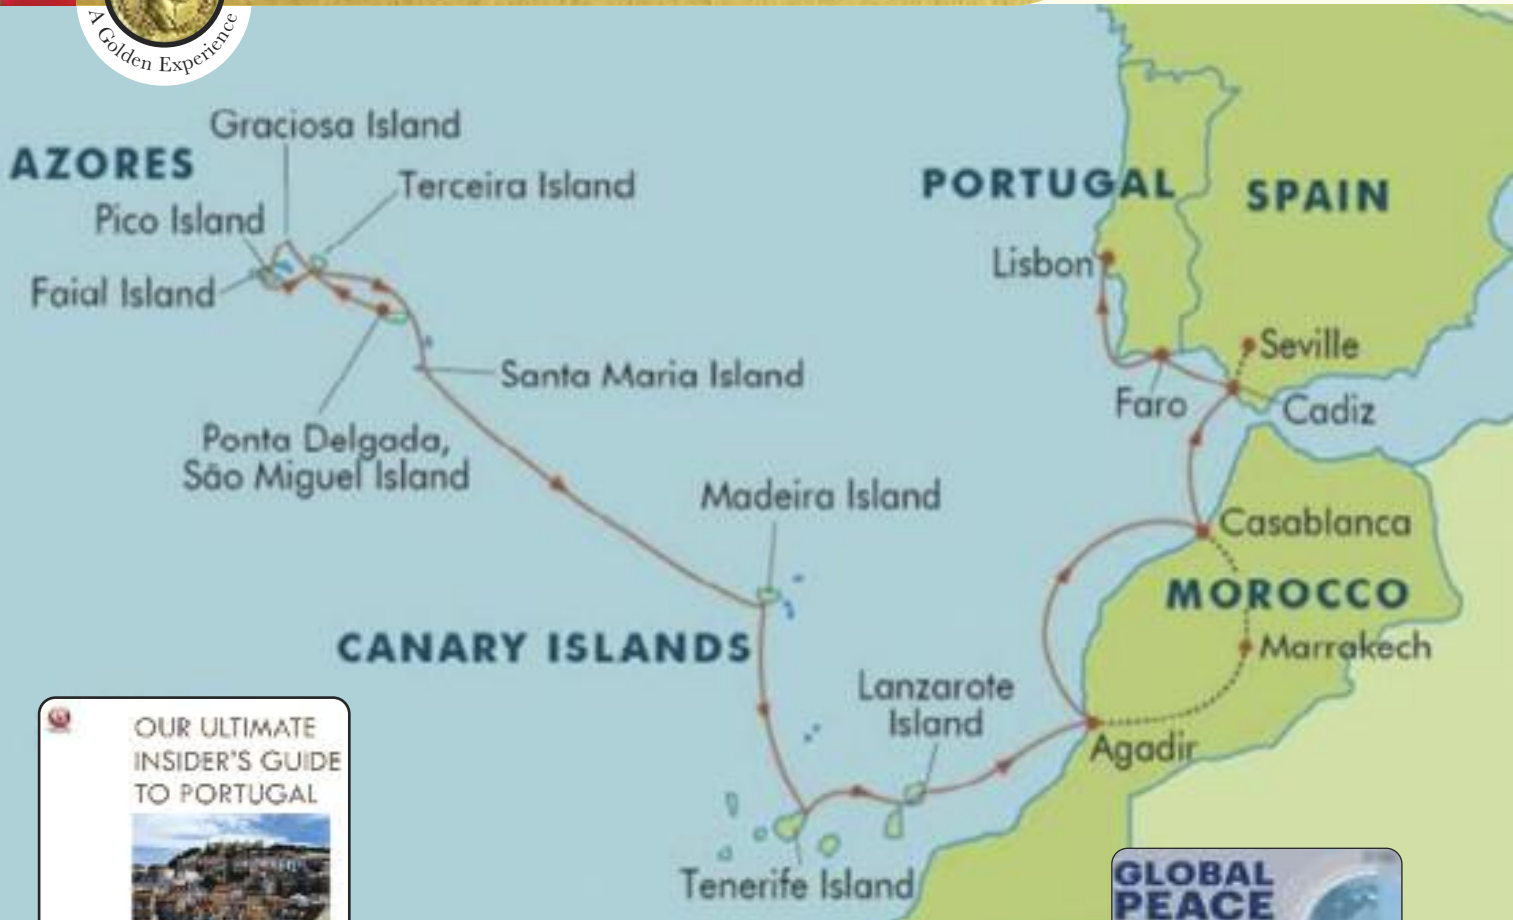 A Golden Experience
Graciosa Island
AZORES
Terceira Island
Pico Island
Faial Island
PORTUGAL
SPAIN
Lisbon
Seville
Santa Maria Island
Faro
Cadiz
Ponta Delgada,
São Miguel Island
Madeira Island
Casablanca
MOROCCO
CANARY ISLANDS
Marrakech
Lanzarote
Island
Agadir
Tenerife Island
OUR ULTIMATE
INSIDER'S GUIDE
TO PORTUGAL
GLOBAL
PEACE